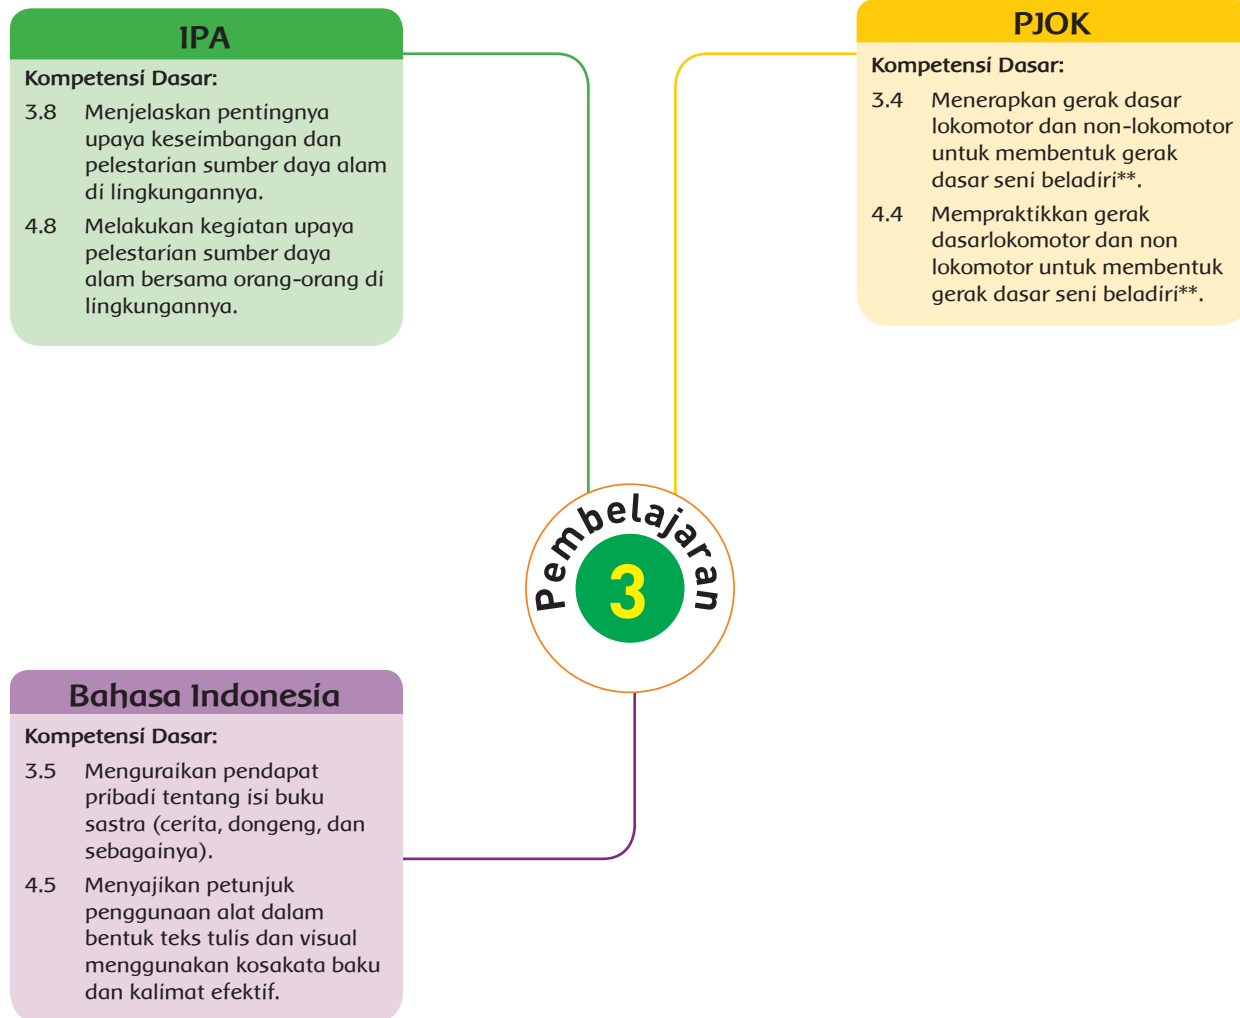 IPA
Kompetensi Dasar:
3.8 Menjelaskan pentingnya
upaya keseimbangan dan
pelestarian sumber daya alam
di lingkungannya.
4.8 Melakukan kegiatan upaya
pelestarian sumber daya
alam bersama orang-orang di
lingkungannya.
PJOK
Kompetensi Dasar:
3.4 Menerapkan gerak dasar
lokomotor dan non-lokomotor
untuk membentuk gerak
dasar seni beladiri**.
4.4 Mempraktikkan gerak
dasarlokomotor dan non
lokomotor untuk membentuk
gerak dasar seni beladiri**.
Pembelajaran
3
Bahasa Indonesia
Kompetensi Dasar:
3.5 Menguraikan pendapat
pribadi tentang isi buku
sastra (cerita, dongeng, dan
sebagainya).
4.5 Menyajikan petunjuk
penggunaan alat dalam
bentuk teks tulis dan visual
menggunakan kosakata baku
dan kalimat efektif.